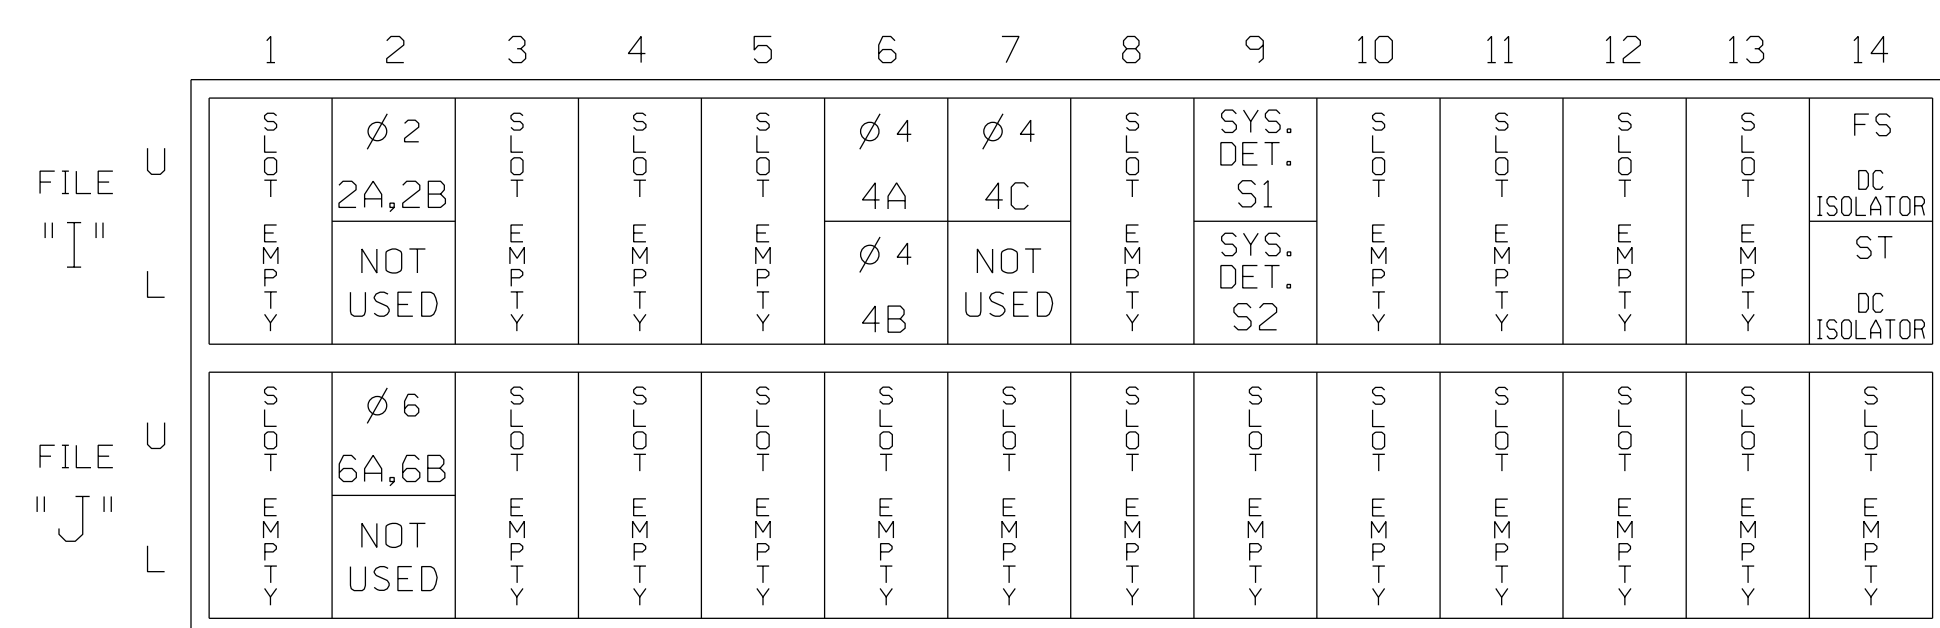 1 2 3 4 5 6 7 8 9 10 11 12 13 14
FILE
"I"
U
L
SLOT EMPTY
Ø 2
2A,2B
NOT
USED
SLOT EMPTY
SLOT EMPTY
SLOT EMPTY
Ø 4
4A
Ø 4
4B
Ø 4
4C
NOT
USED
SLOT EMPTY
SYS.
DET.
S1
SYS.
DET.
S2
SLOT EMPTY
SLOT EMPTY
SLOT EMPTY
SLOT EMPTY
FS
DC
ISOLATOR
ST
DC
ISOLATOR
FILE
"J"
U
L
SLOT EMPTY
Ø 6
6A,6B
NOT
USED
SLOT EMPTY
SLOT EMPTY
SLOT EMPTY
SLOT EMPTY
SLOT EMPTY
SLOT EMPTY
SLOT EMPTY
SLOT EMPTY
SLOT EMPTY
SLOT EMPTY
SLOT EMPTY
SLOT EMPTY